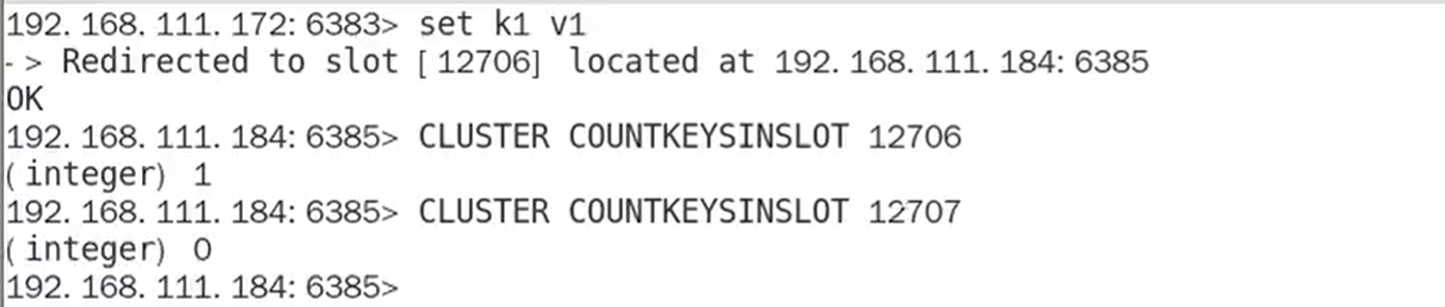 192.168.111.172:6383> set k1 v1
-> Redirected to slot [12706] located at 192.168.111.184:6385
OK
192.168.111.184:6385> CLUSTER COUNTKEYSINSLOT 12706
(integer) 1
192.168.111.184:6385> CLUSTER COUNTKEYSINSLOT 12707
(integer) 0
192.168.111.184:6385>